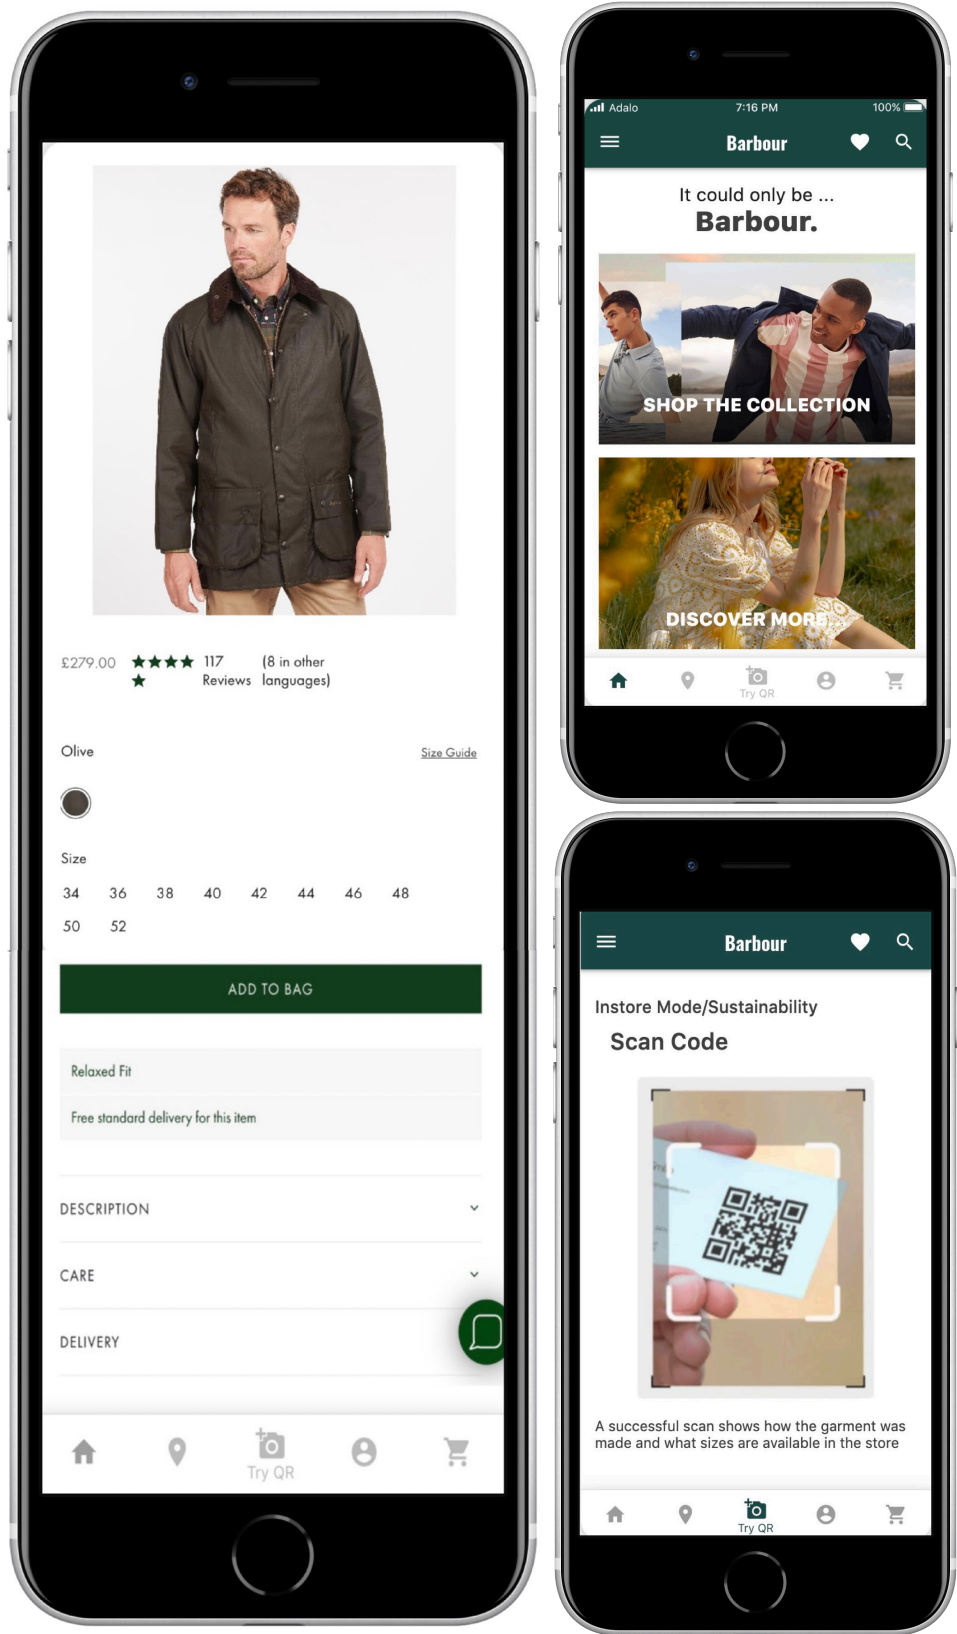 £279.00
117 Reviews
(8 in other languages)
Olive
Size Guide
Size
34 36 38 40 42 44 46 48
50 52
ADD TO BAG
Relaxed Fit
Free standard delivery for this item
DESCRIPTION
CARE
DELIVERY
Try QR
Adalo 7:16 PM 100%
Barbour
It could only be ...
Barbour.
SHOP THE COLLECTION
DISCOVER MORE...
Try QR
Barbour
Instore Mode/Sustainability
Scan Code
A successful scan shows how the garment was
made and what sizes are available in the store
Try QR